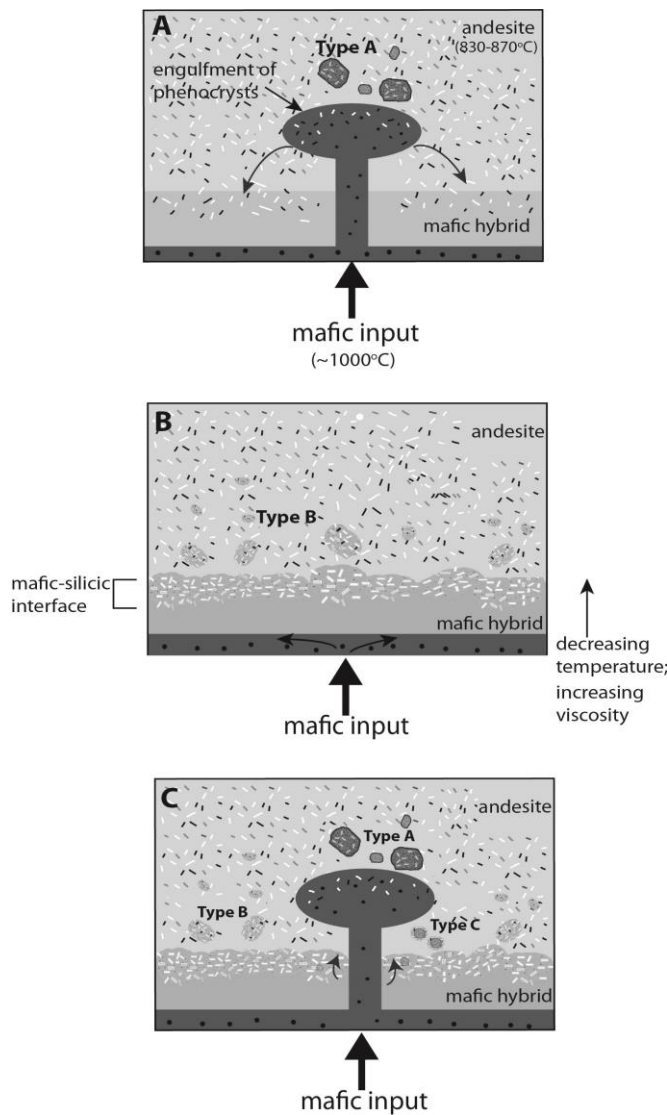 A
andesite
(830-870°C)
Type A
engulfment of
phenocrysts
mafic hybrid
mafic input
(~1000°C)
B
andesite
Type B
mafic-silicic
interface
mafic hybrid
decreasing
temperature;
increasing
viscosity
mafic input
C
andesite
Type A
Type B
Type C
mafic hybrid
mafic input